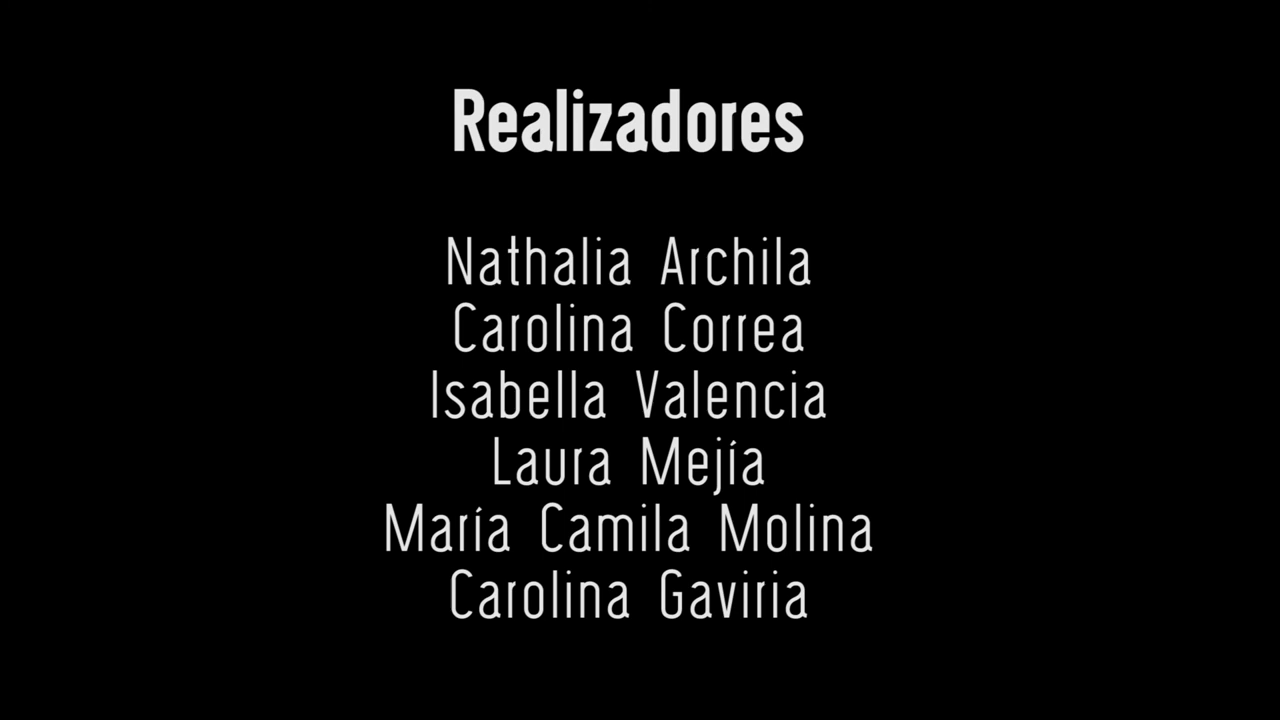 Realizadores
Nathalia Archila
Carolina Correa
Isabella Valencia
Laura Mejía
María Camila Molina
Carolina Gaviria